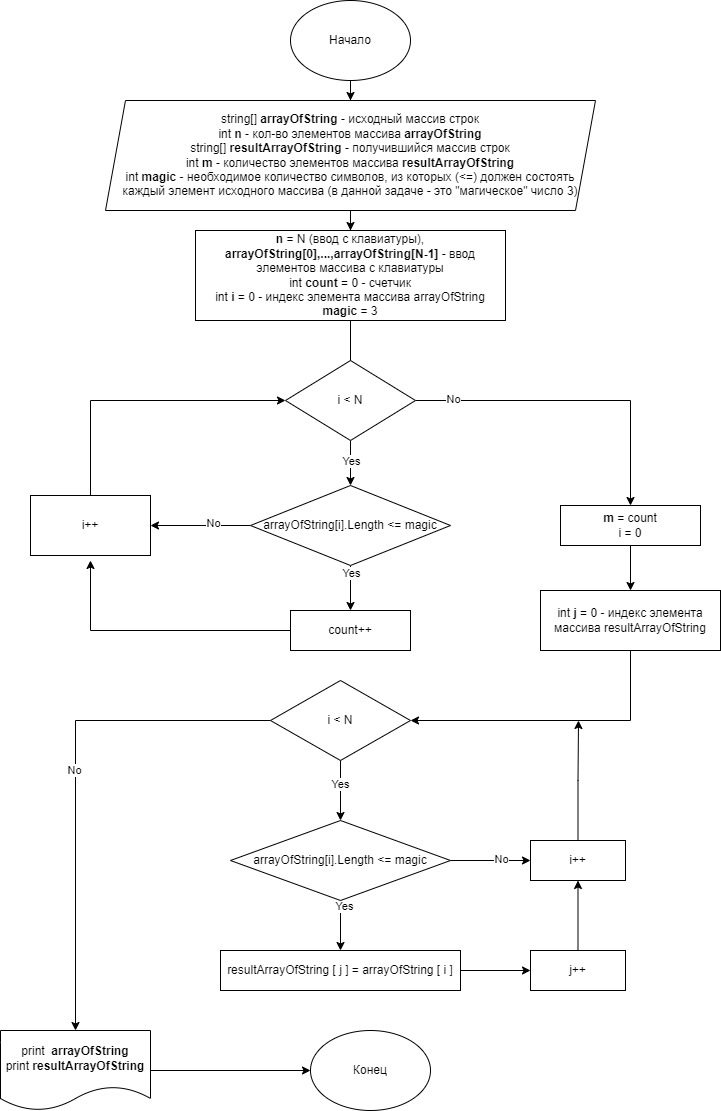 Начало
string[] arrayOfString - исходный массив строк
int n - кол-во элементов массива arrayOfString
string[] resultArrayOfString - получившийся массив строк
int m - количество элементов массива resultArrayOfString
int magic - необходимое количество символов, из которых (<=) должен состоять
каждый элемент исходного массива (в данной задаче - это "магическое" число 3)
n = N (ввод с клавиатуры),
arrayOfString[0],...,arrayOfString[N-1] - ввод
элементов массива с клавиатуры
int count = 0 - счетчик
int i = 0 - индекс элемента массива arrayOfString
magic = 3
i < N
No
Yes
arrayOfString[i].Length <= magic
No
i++
Yes
count++
m = count
i = 0
int j = 0 - индекс элемента
массива resultArrayOfString
i < N
No
Yes
arrayOfString[i].Length <= magic
No
i++
Yes
resultArrayOfString [ j ] = arrayOfString [ i ]
j++
print arrayOfString
print resultArrayOfString
Конец